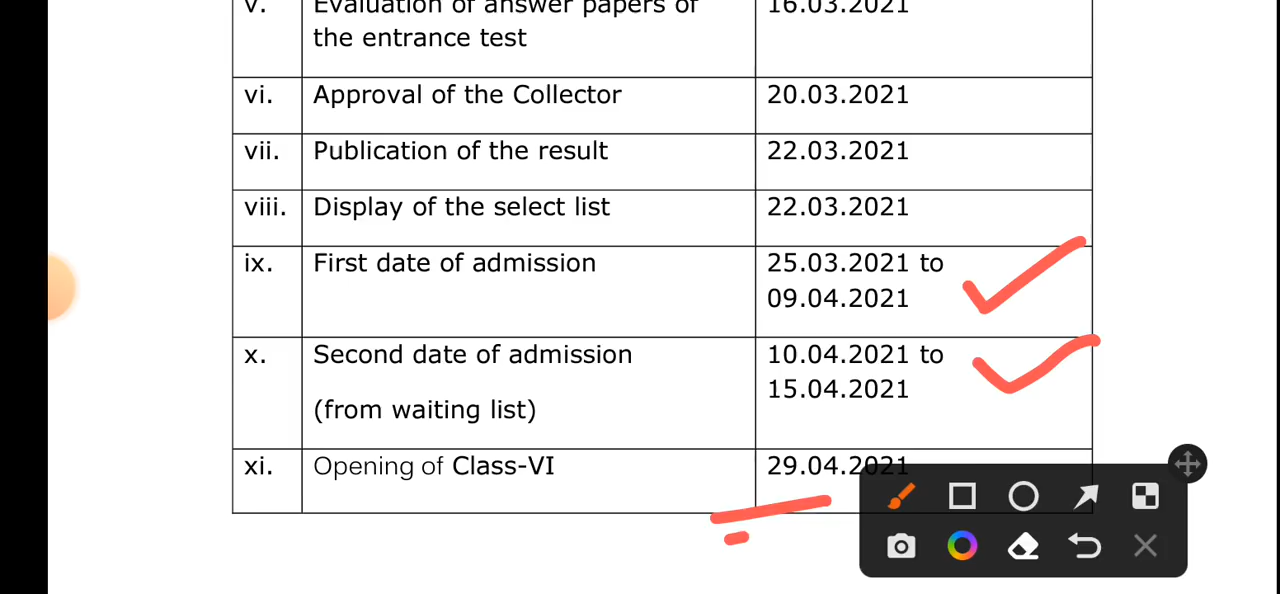 v. Evaluation of answer papers of 16.03.2021
the entrance test
vi. Approval of the Collector 20.03.2021
vii. Publication of the result 22.03.2021
viii. Display of the select list 22.03.2021
ix. First date of admission 25.03.2021 to
09.04.2021
x. Second date of admission 10.04.2021 to
15.04.2021
(from waiting list)
xi. Opening of Class-VI 29.04.2021